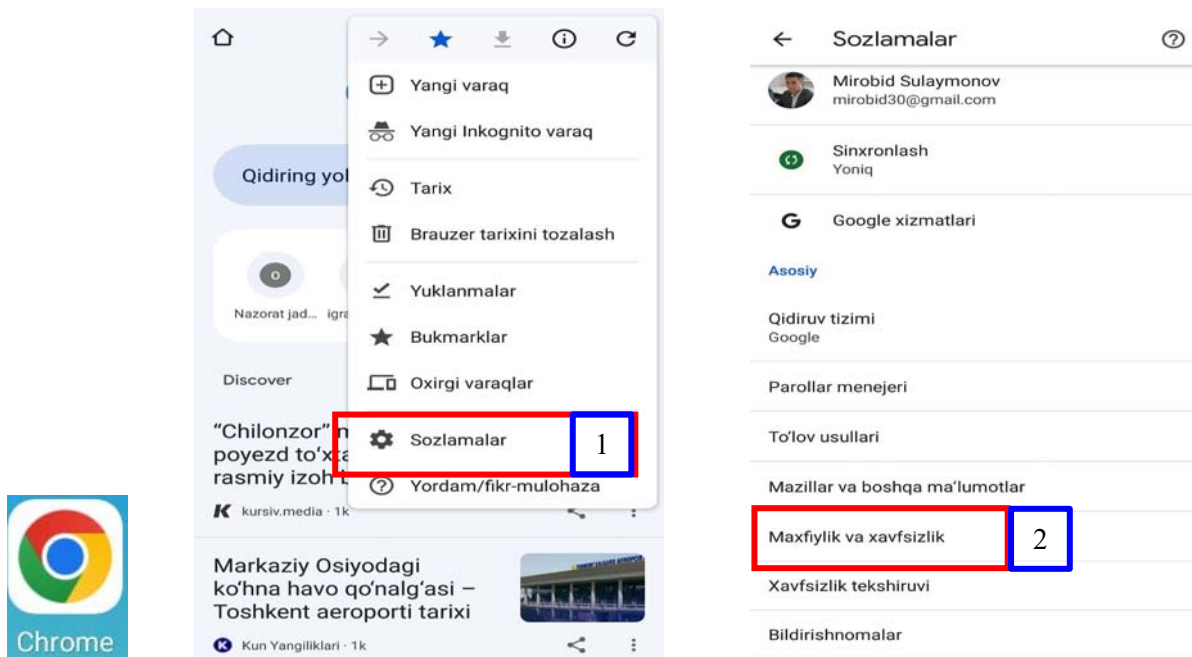 Chrome
Yangi varaq
Yangi Inkognito varaq
Qidiring yo
Tarix
Brauzer tarixini tozalash
O
Nazorat jad... igra
Yuklanmalar
Bukmarklar
Discover
Oxirgi varaqlar
“Chilonzor”
poyezd to‘xta
rasmiy izoh
Sozlamalar
1
Yordam/fikr-mulohaza
K kursiv.media · 1k
Markaziy Osiyodagi
ko‘hna havo qo‘nalg‘asi –
Toshkent aeroporti tarixi
K Kun Yangiliklari · 1k
Sozlamalar
Mirobid Sulaymonov
mirobid30@gmail.com
Sinxronlash
Yoniq
G Google xizmatlari
Asosiy
Qidiruv tizimi
Google
Parollar menejeri
To‘lov usullari
Mazillar va boshqa ma’lumotlar
Maxfiylik va xavfsizlik
2
Xavfsizlik tekshiruvi
Bildirishnomalar